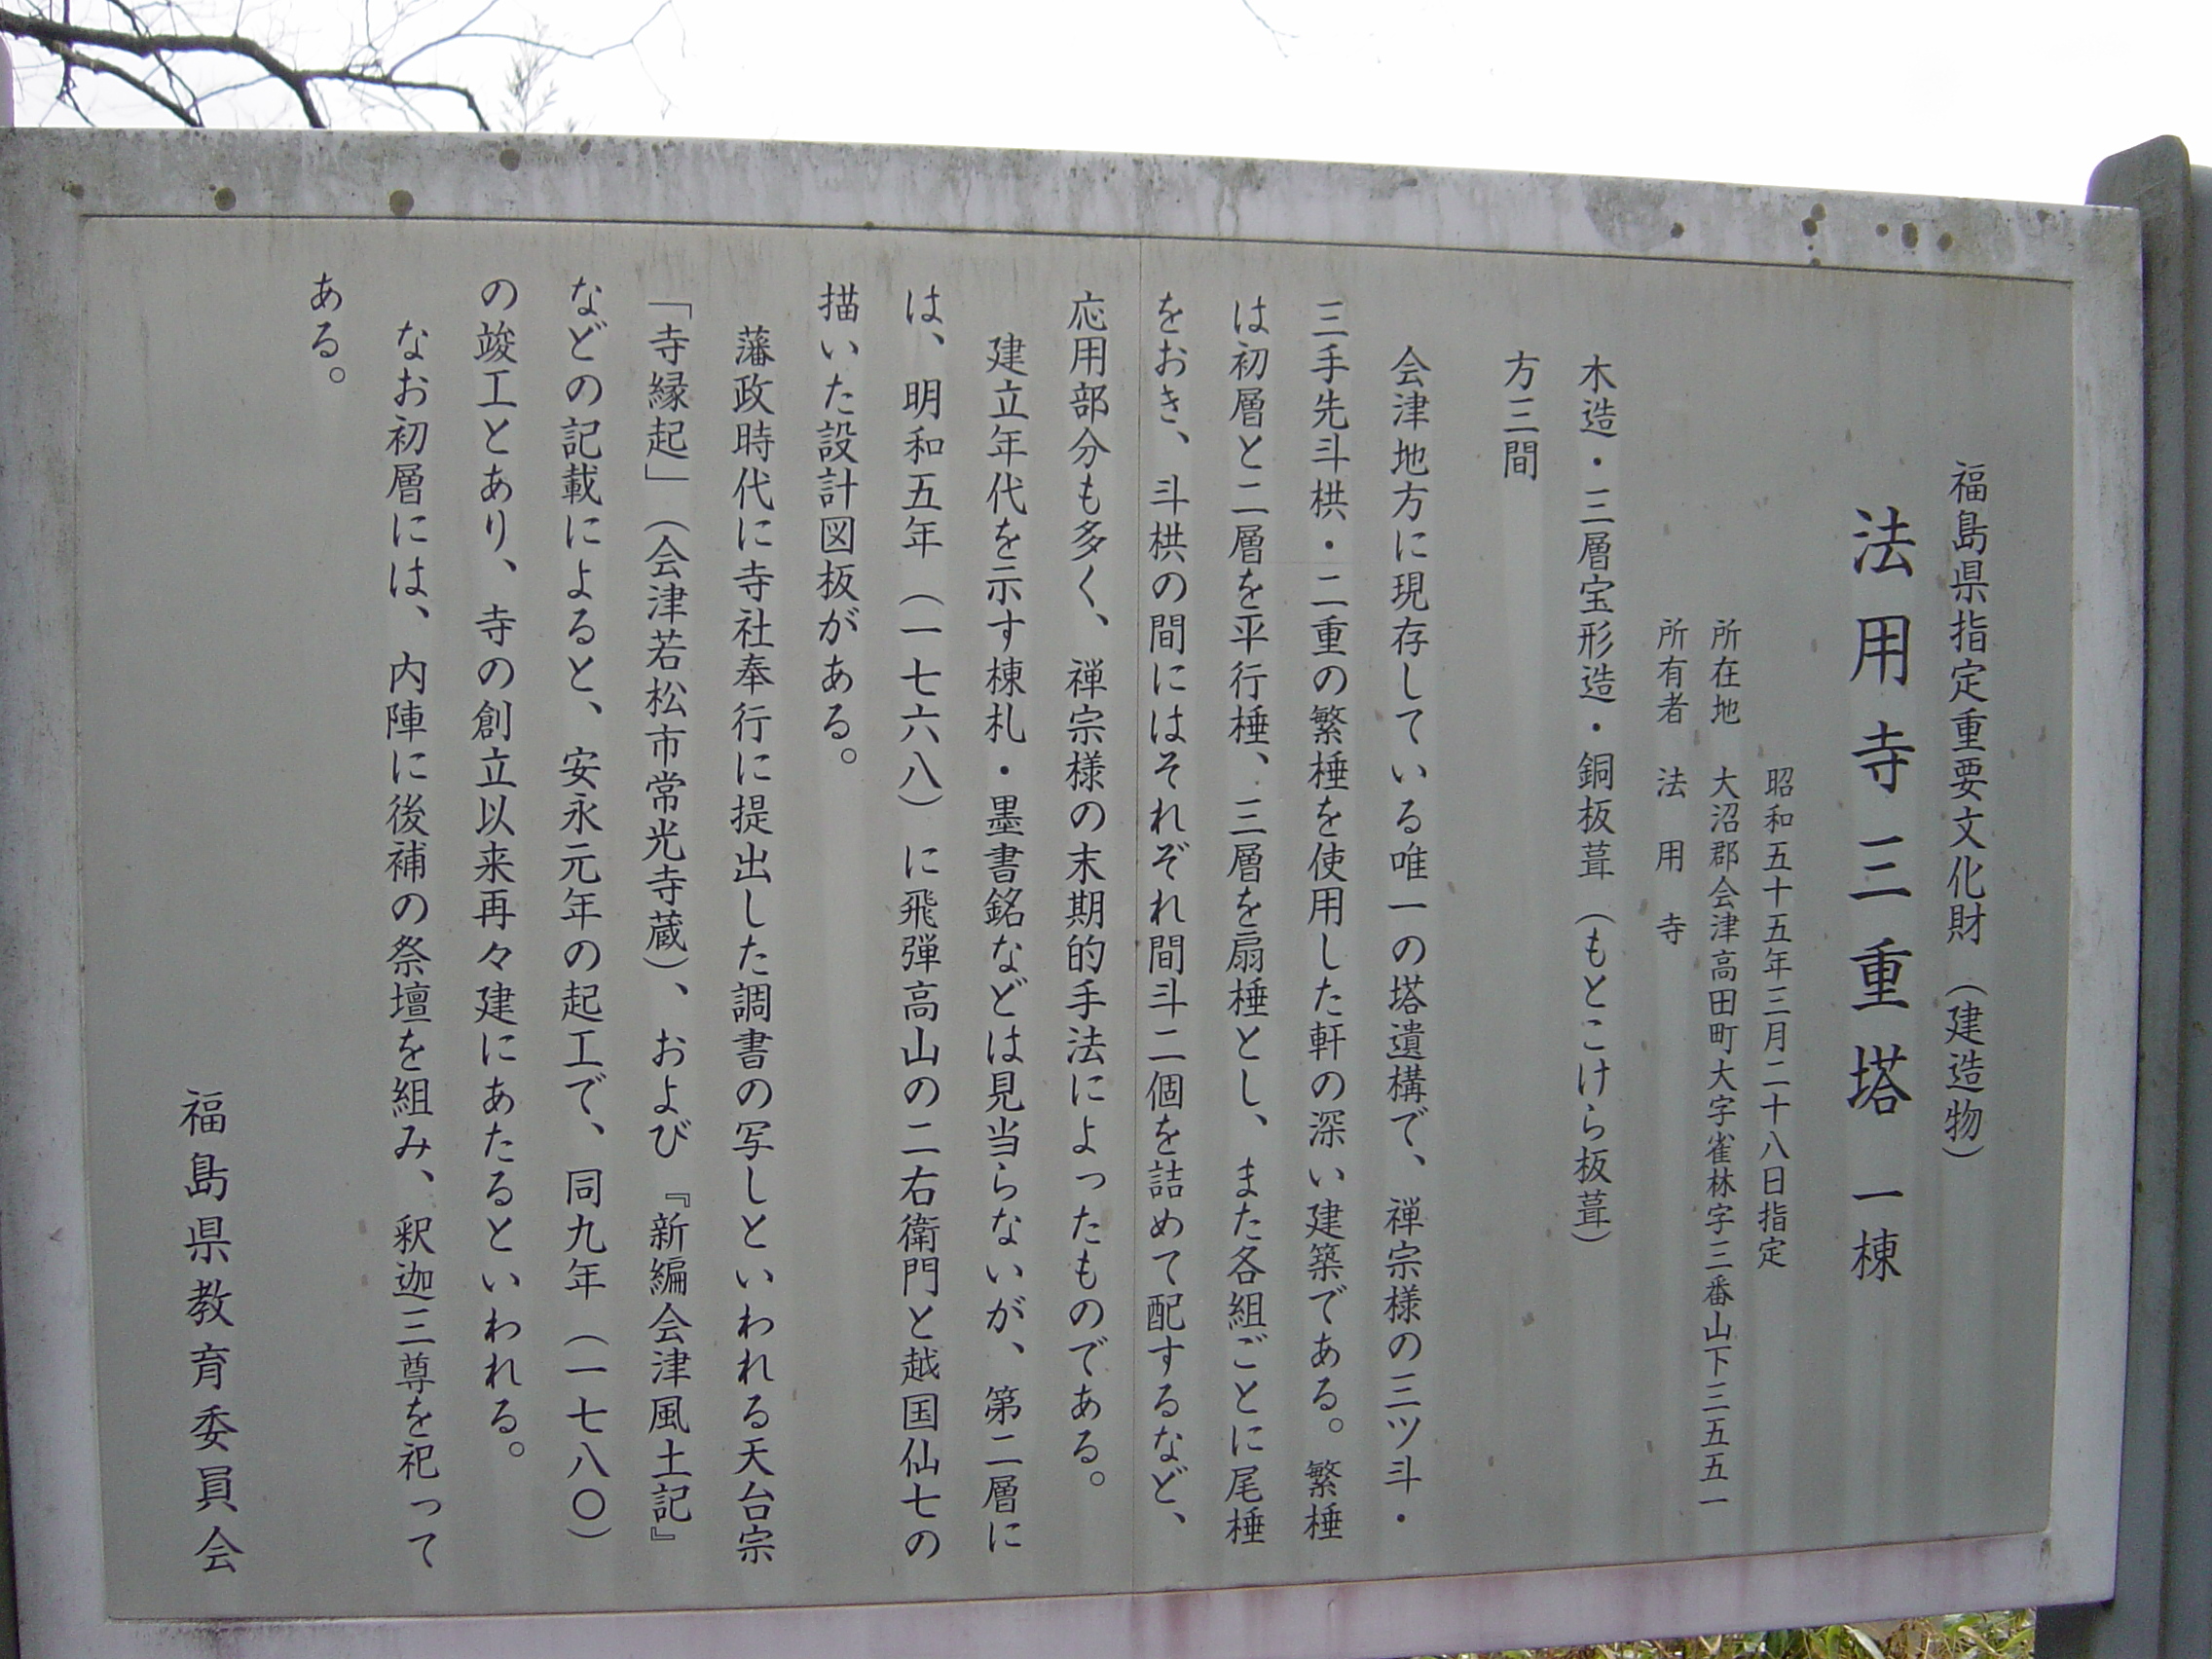 福島県指定重要文化財（建造物）
法用寺三重塔 一棟
昭和五十五年三月二十八日指定
所在地 大沼郡会津高田町大字雀林字三番山下三五五一
所有者 法用寺
木造・三層宝形造・銅板葺（もとこけら板葺）
方三間
会津地方に現存している唯一の塔遺構で、禅宗様の三ツ斗・
三手先斗栱・二重の繁棰を使用した軒の深い建築である。繁棰
は初層と二層を平行棰、三層を扇棰とし、また各組ごとに尾棰
をおき、斗栱の間にはそれぞれ間斗二個を詰めて配するなど、
応用部分も多く、禅宗様の末期的手法によったものである。
建立年代を示す棟札・墨書銘などは見当らないが、第二層に
は、明和五年（一七六八）に飛弾高山の二右衛門と越国仙七の
描いた設計図板がある。
藩政時代に寺社奉行に提出した調書の写しといわれる天台宗
「寺縁起」（会津若松市常光寺蔵）、および『新編会津風土記』
などの記載によると、安永元年の起工で、同九年（一七八〇）
の竣工とあり、寺の創立以来再々建にあたるといわれる。
なお初層には、内陣に後補の祭壇を組み、釈迦三尊を祀って
ある。
福島県教育委員会